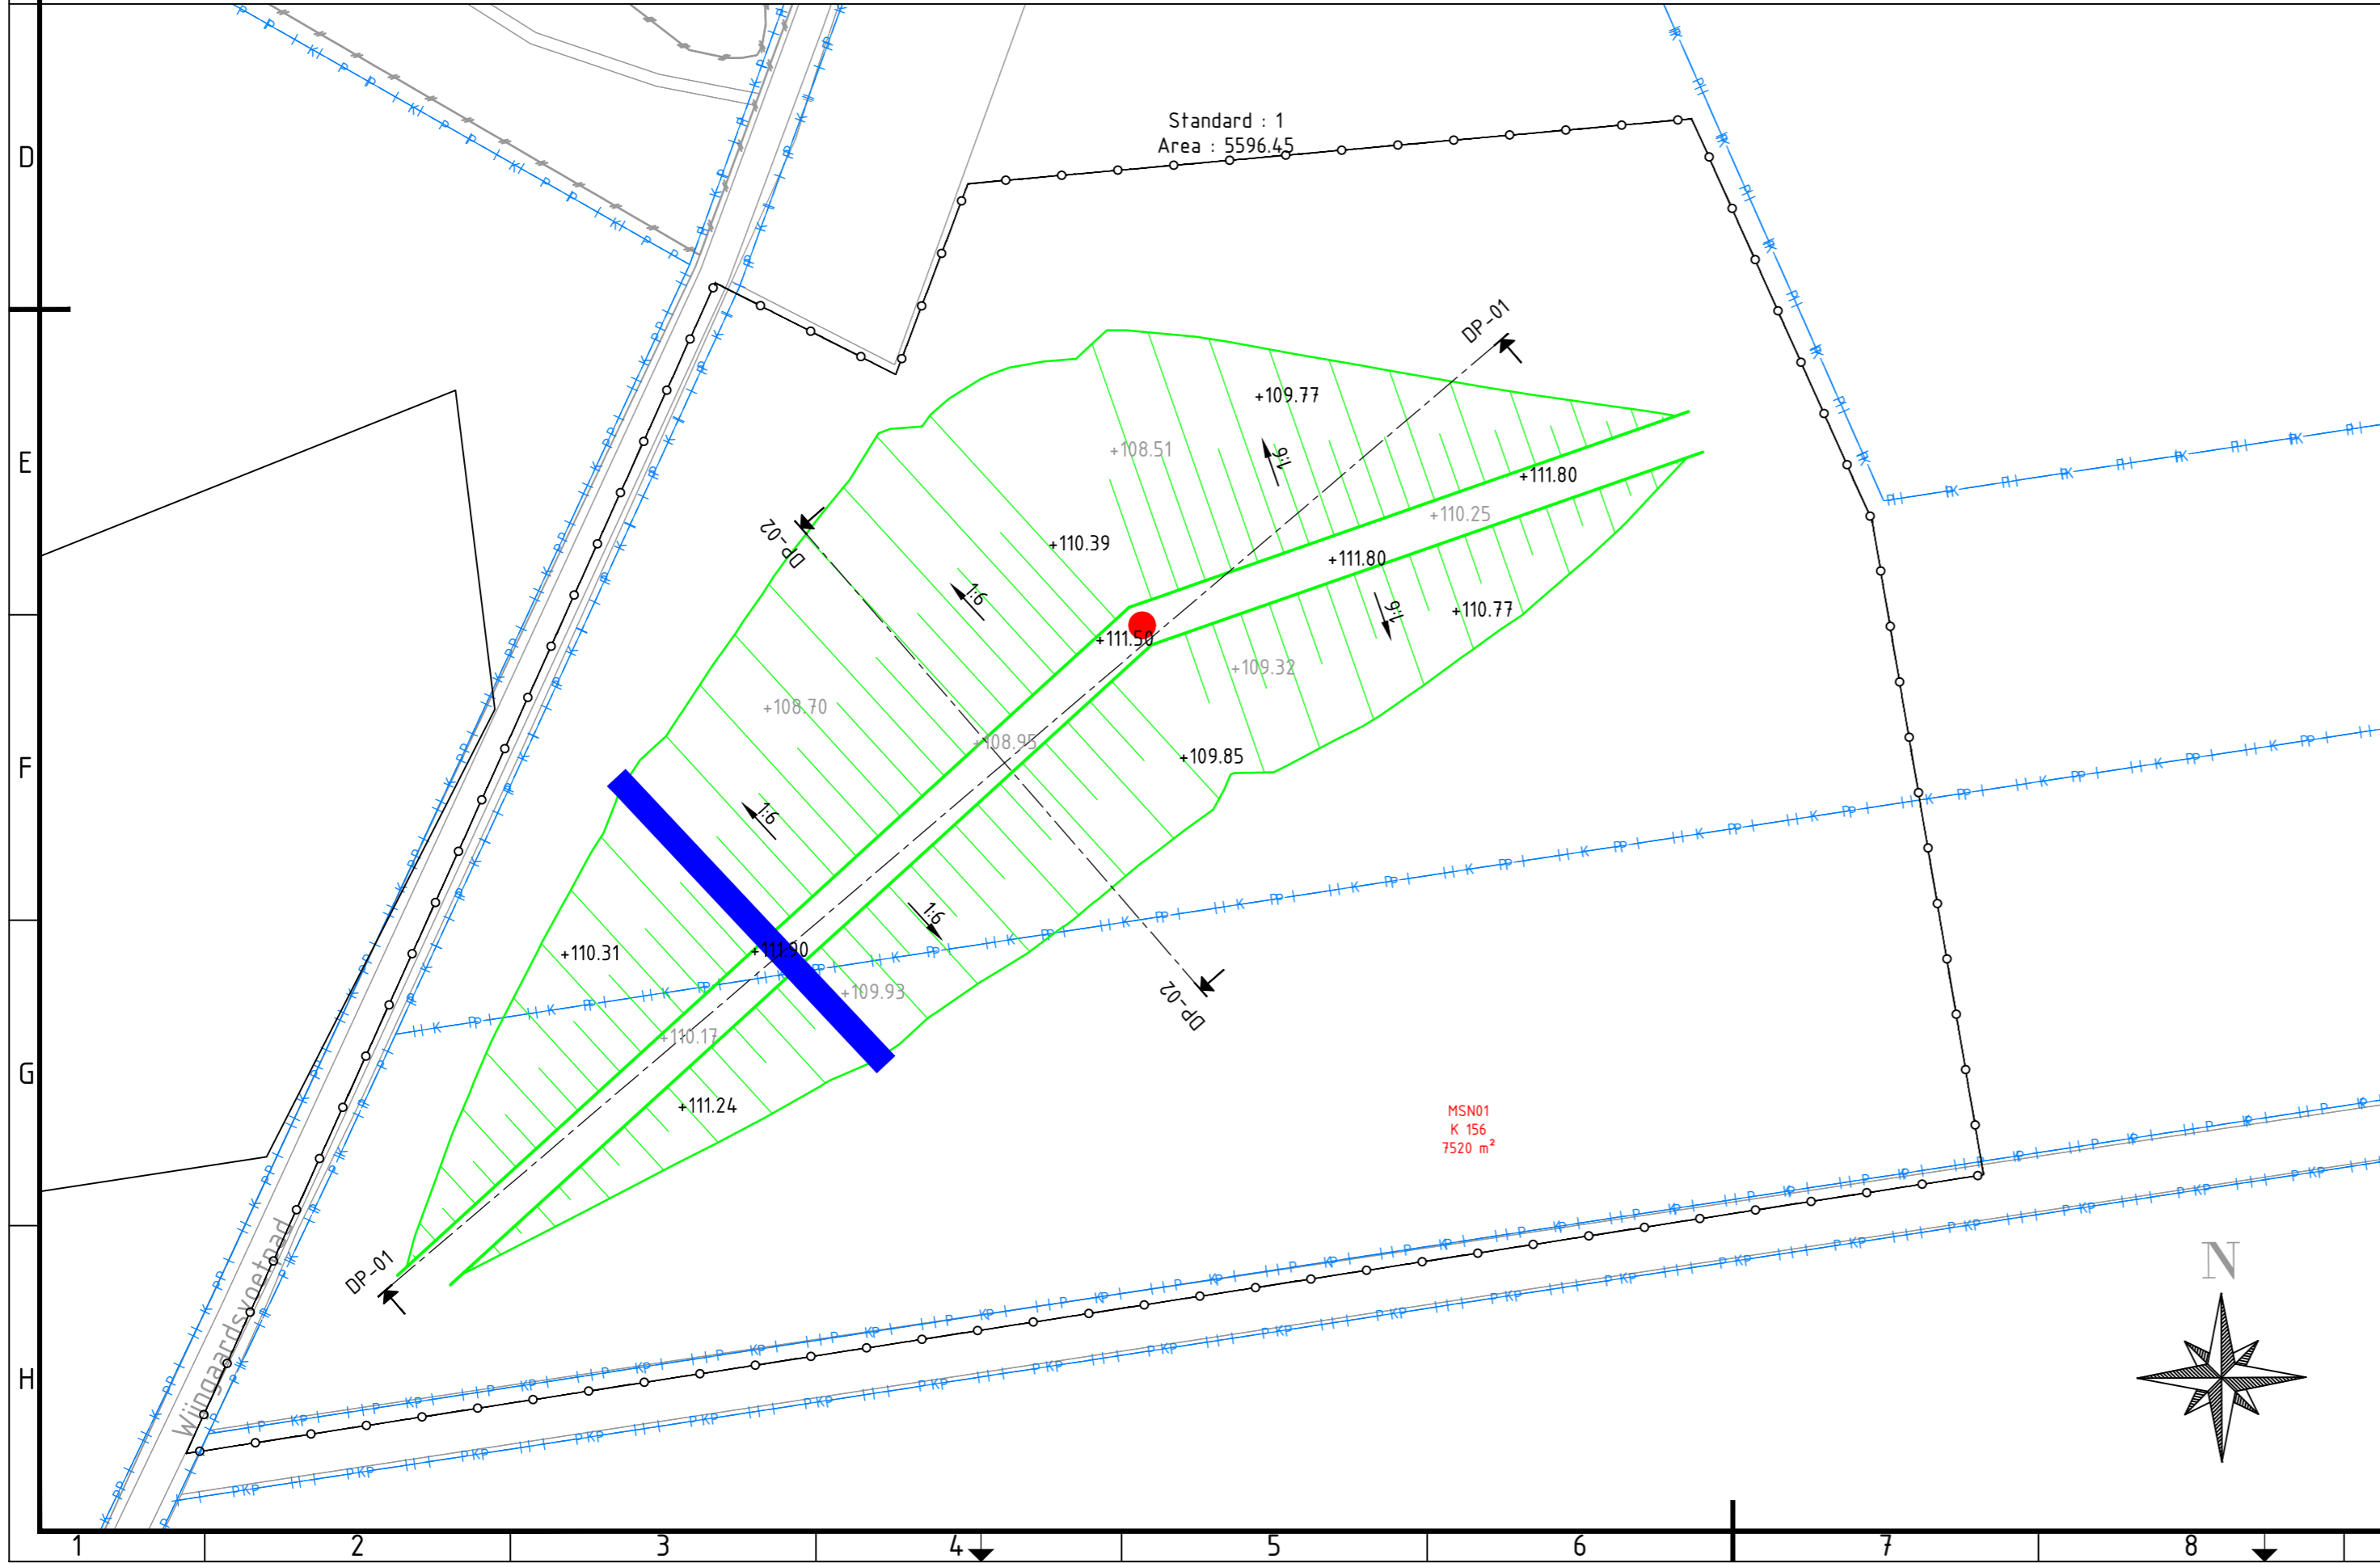 D
E
F
G
H
Standard : 1
Area : 5596.45
DP-01
+109.77
+108.51
1:6
+111.80
+110.25
DP-02
+110.39
+111.80
1:6
1:6
+110.77
+111.50
+109.32
+108.70
+108.95
+109.85
1:6
1:6
+110.31
+111.90
+109.93
DP-02
+110.17
+111.24
MSN01
K 156
7520 m²
Wijngaardsvoetpad
DP-01
N
1 2 3 4 5 6 7 8